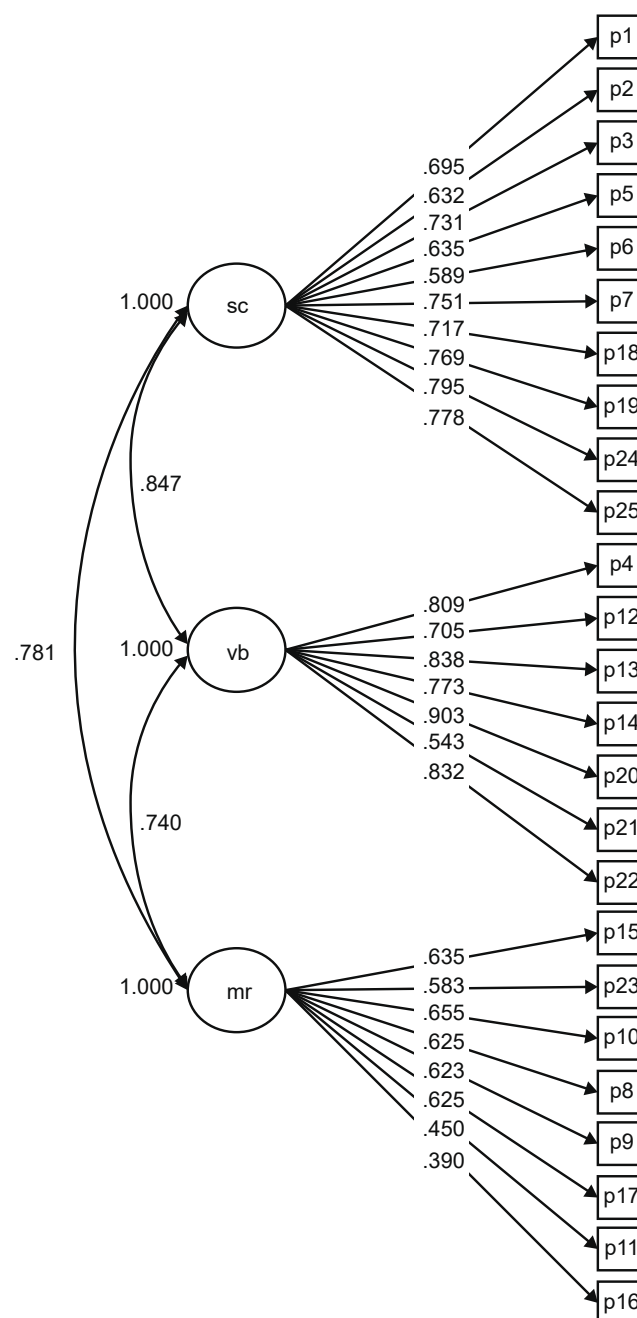 p1
p2
p3
.695
p5
.632
.731
.635
p6
.589
1.000
sc
.751
p7
.717
.769
p18
.795
.778
p19
p24
.847
p25
p4
.809
.705
p12
.781
1.000
vb
.838
p13
.773
.903
p14
.543
.832
p20
.740
p21
p22
p15
.635
1.000
mr
.583
p23
.655
.625
p10
.623
.625
p8
.450
p9
.390
p17
p11
p16